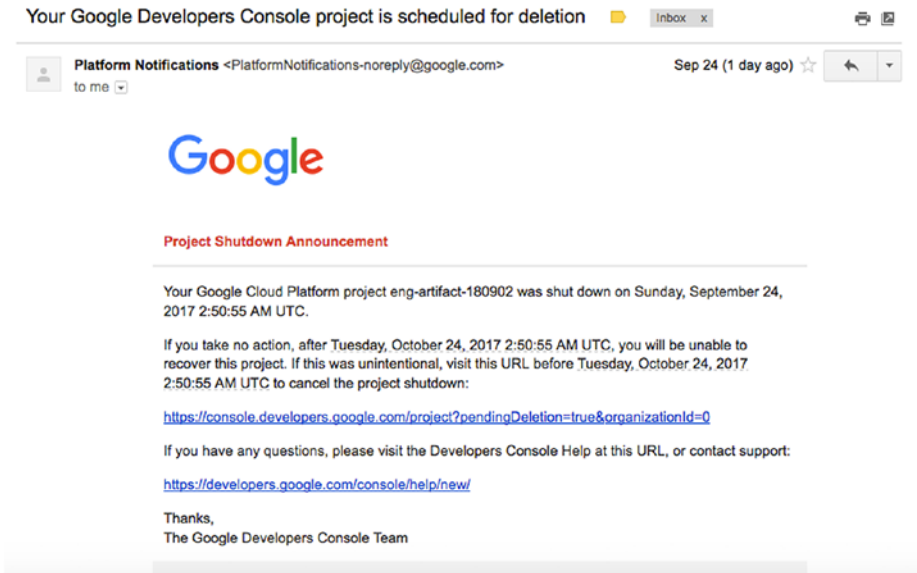 Your Google Developers Console project is scheduled for deletion Inbox x
Platform Notifications <PlatformNotifications-noreply@google.com> Sep 24 (1 day ago)
to me
Google
Project Shutdown Announcement
Your Google Cloud Platform project eng-artifact-180902 was shut down on Sunday, September 24,
2017 2:50:55 AM UTC.
If you take no action, after Tuesday, October 24, 2017 2:50:55 AM UTC, you will be unable to
recover this project. If this was unintentional, visit this URL before Tuesday, October 24, 2017
2:50:55 AM UTC to cancel the project shutdown:
https://console.developers.google.com/project?pendingDeletion=true&organizationId=0
If you have any questions, please visit the Developers Console Help at this URL, or contact support:
https://developers.google.com/console/help/new/
Thanks,
The Google Developers Console Team